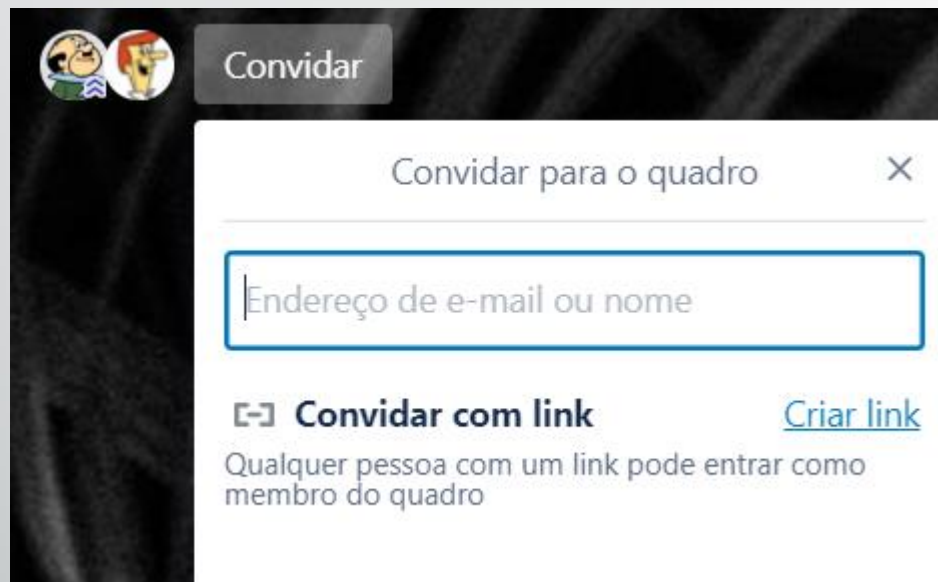 Convidar
Convidar para o quadro
Endereço de e-mail ou nome
Convidar com link Criar link
Qualquer pessoa com um link pode entrar como
membro do quadro